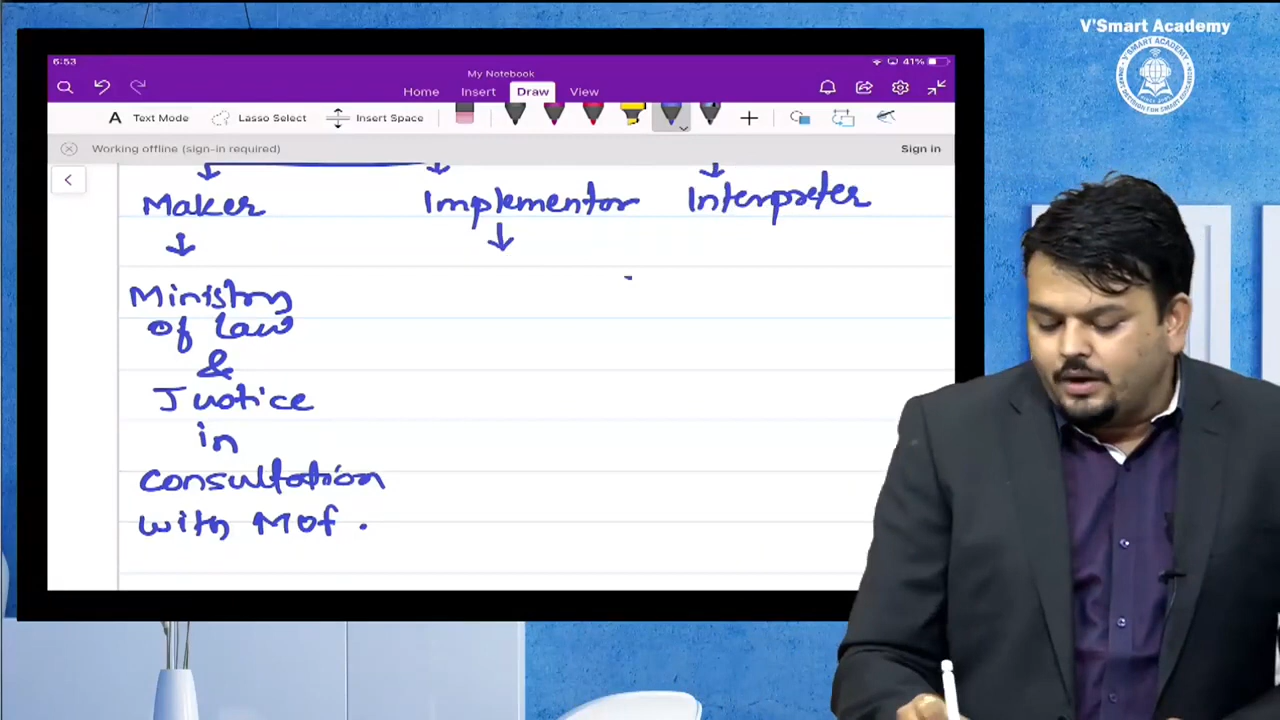 V'Smart Academy
6:53
41%
My Notebook
Home Insert Draw View
Text Mode Lasso Select Insert Space
Working offline (sign-in required) Sign in
Maker Implementor Interpreter
Ministry
of Law
&
Justice
in
Consultation
with MOF.